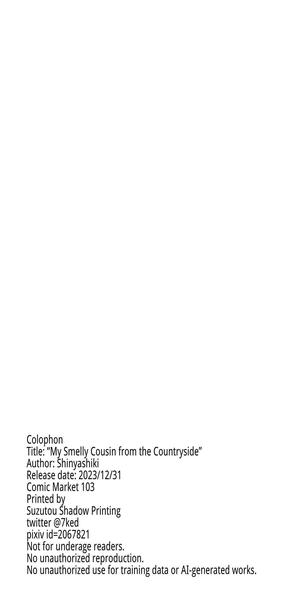 Colophon
Title: "My Smelly Cousin from the Countryside"
Author: Shinyashiki
Release date: 2023/12/31
Comic Market 103
Printed by
Suzutou Shadow Printing
twitter @7ked
pixiv id=2067821
Not for underage readers.
No unauthorized reproduction.
No unauthorized use for training data or AI-generated works.